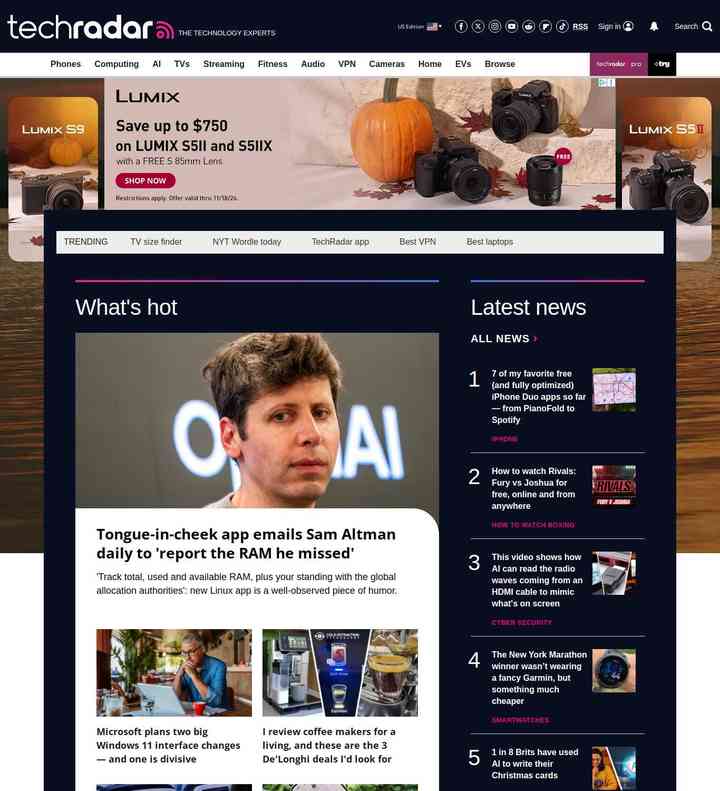 techradar THE TECHNOLOGY EXPERTS
US Edition
RSS
Sign in
Search
Phones Computing AI TVs Streaming Fitness Audio VPN Cameras Home EVs Browse
techradar pro
LUMIX S9
LUMIX
Save up to $750
on LUMIX S5II and S5IIX
with a FREE S 85mm Lens
SHOP NOW
Restrictions apply. Offer valid thru 11/18/24.
FREE
LUMIX S5II
TRENDING TV size finder NYT Wordle today TechRadar app Best VPN Best laptops
What's hot
Tongue-in-cheek app emails Sam Altman
daily to 'report the RAM he missed'
'Track total, used and available RAM, plus your standing with the global
allocation authorities': new Linux app is a well-observed piece of humor.
Microsoft plans two big
Windows 11 interface changes
— and one is divisive
I review coffee makers for a
living, and these are the 3
De'Longhi deals I'd look for
Latest news
ALL NEWS ›
1
7 of my favorite free
(and fully optimized)
iPhone Duo apps so far
— from PianoFold to
Spotify
IPHONE
2
How to watch Rivals:
Fury vs Joshua for
free, online and from
anywhere
HOW TO WATCH BOXING
RIVALS
FURY & JOSHUA
3
This video shows how
AI can read the radio
waves coming from an
HDMI cable to mimic
what's on screen
CYBER SECURITY
4
The New York Marathon
winner wasn't wearing
a fancy Garmin, but
something much
cheaper
SMARTWATCHES
5
1 in 8 Brits have used
AI to write their
Christmas cards